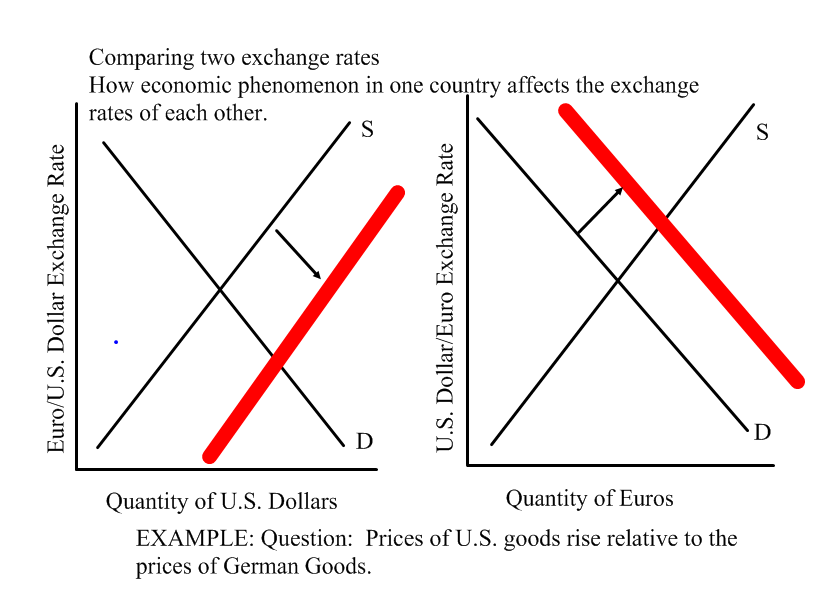 Comparing two exchange rates
How economic phenomenon in one country affects the exchange
rates of each other.
S
D
Euro/U.S. Dollar Exchange Rate
Quantity of U.S. Dollars
S
D
U.S. Dollar/Euro Exchange Rate
Quantity of Euros
EXAMPLE: Question:  Prices of U.S. goods rise relative to the
prices of German Goods.